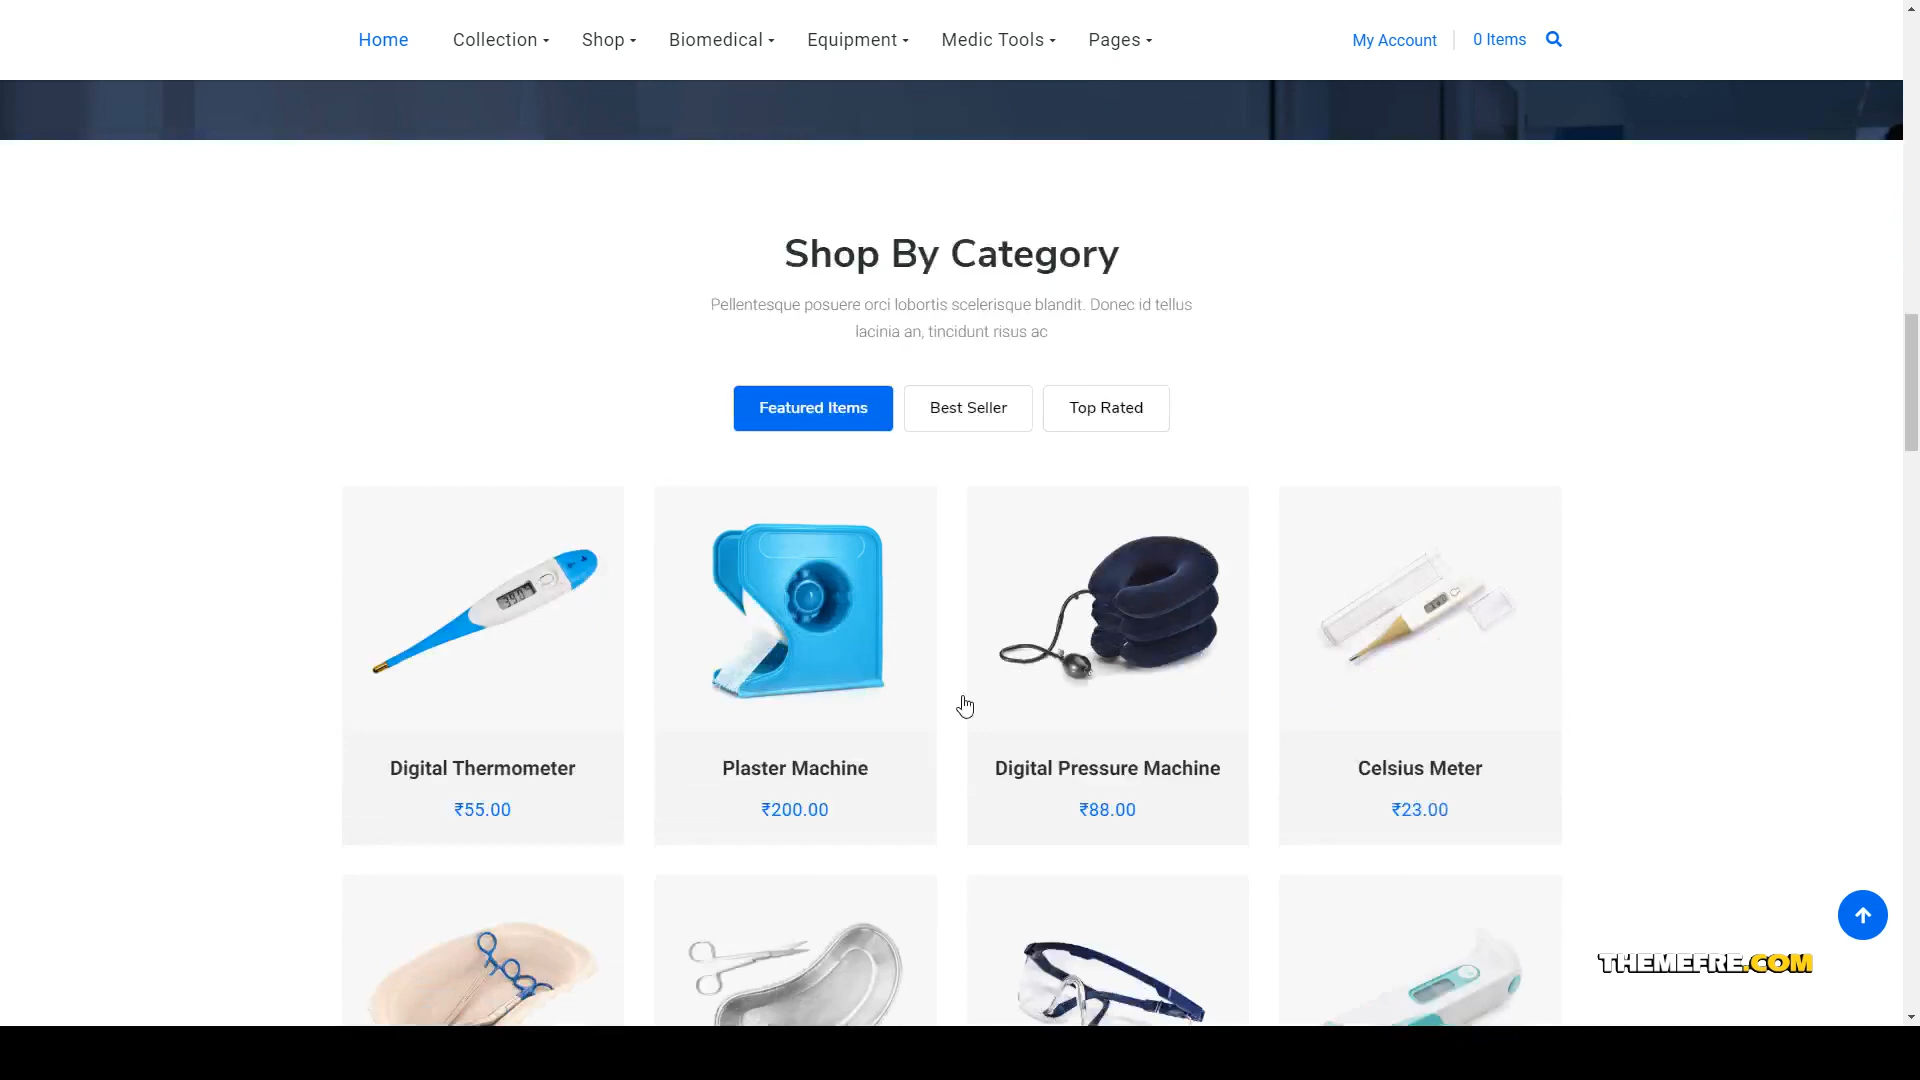 Home Collection Shop Biomedical Equipment Medic Tools Pages My Account 0 Items
Shop By Category
Pellentesque posuere orci lobortis scelerisque blandit. Donec id tellus
lacinia an, tincidunt risus ac
Featured Items Best Seller Top Rated
39.0
Digital Thermometer Plaster Machine Digital Pressure Machine Celsius Meter
₹55.00 ₹200.00 ₹88.00 ₹23.00
THEMEFRE.COM